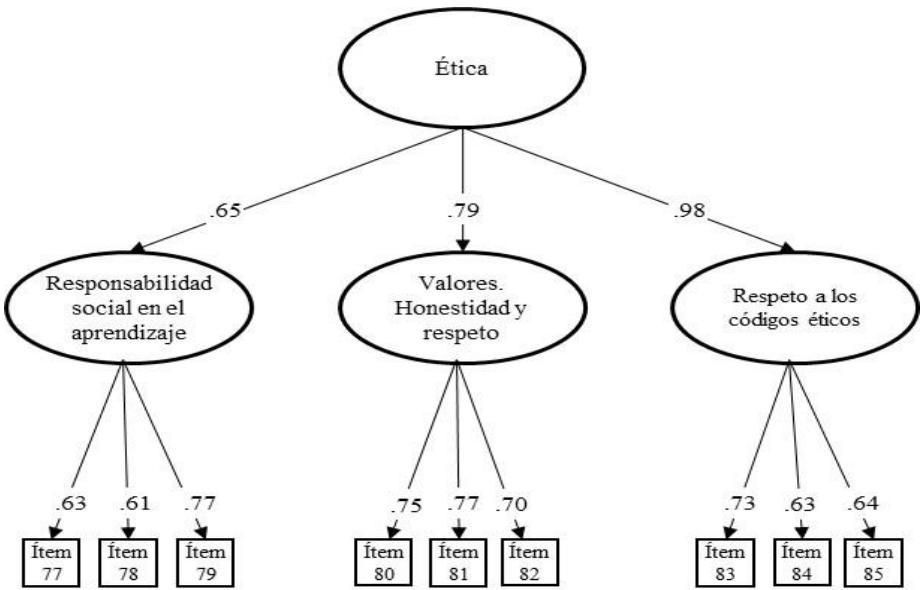 Ética
.65
.79
.98
Responsabilidad
social en el
aprendizaje
Valores.
Honestidad y
respeto
Respeto a los
códigos éticos
.63
.61
.77
.75
.77
.70
.73
.63
.64
Ítem
77
Ítem
78
Ítem
79
Ítem
80
Ítem
81
Ítem
82
Ítem
83
Ítem
84
Ítem
85